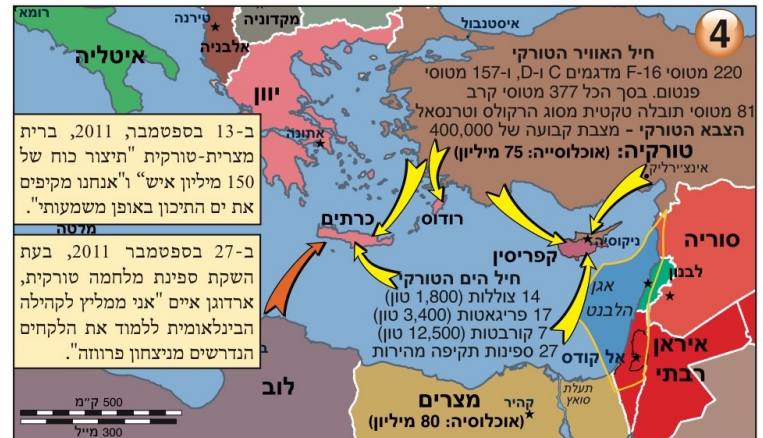 רומא
טירנה
מקדוניה
איסטנבול
4
איטליה
אלבניה
יוון
אתונה
חיל האוויר הטורקי
220 מטוסי F-16 מדגמים C ו-D, ו-157 מטוסי
פנטום. בסך הכל 377 מטוסי קרב
81 מטוסי תובלה טקטית מסוג הרקולס וטרנסאל
הצבא הטורקי – מצבת קבועה של 400,000
טורקיה: (אוכלוסייה: 75 מיליון)
אינצ'ירליק
ב-13 בספטמבר, 2011, ברית
מצרית-טורקית "תיצור כוח של
150 מיליון איש" ו"אנחנו מקיפים
את ים התיכון באופן משמעותי".
מלטה
כרתים
רודוס
ניקוסיה
קפריסין
סוריה
לבנון
אגן
הלבנט
ב-27 בספטמבר 2011, בעת
השקת ספינת מלחמה טורקית,
ארדוגן איים "אני ממליץ לקהילה
הבינלאומית ללמוד את הלקחים
הנדרשים מניצחון פרווזה".
חיל הים הטורקי
14 צוללות (1,800 טון)
17 פריגאטות (3,400 טון)
7 קורבטות (12,500 טון)
27 ספינות תקיפה מהירות
איראן
רבתי
אל קודס
לוב
מצרים
(אוכלוסיה: 80 מיליון)
קהיר
תעלת
סואץ
500 ק"מ
300 מייל